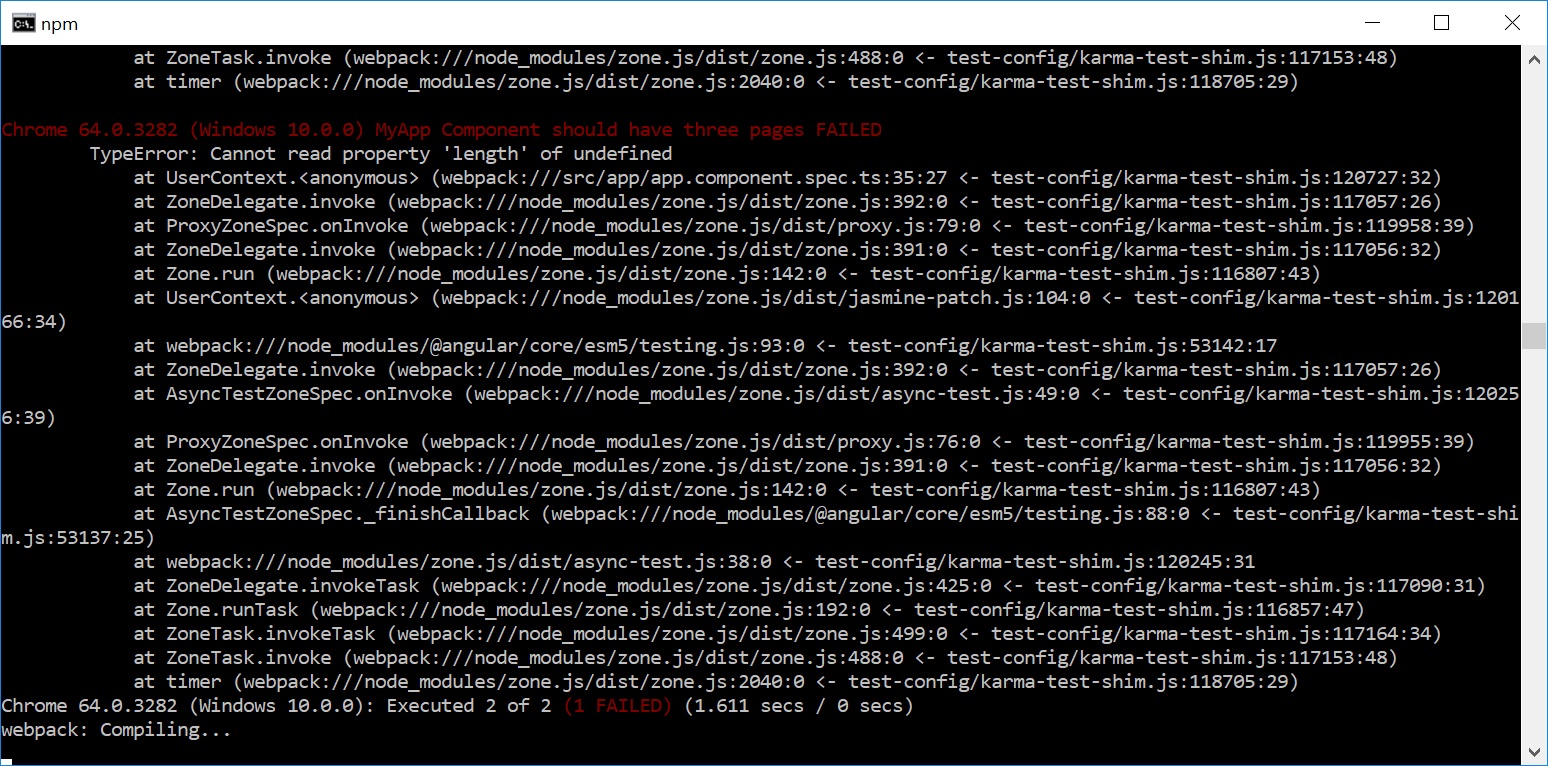 npm
at ZoneTask.invoke (webpack:///node_modules/zone.js/dist/zone.js:488:0 <- test-config/karma-test-shim.js:117153:48)
at timer (webpack:///node_modules/zone.js/dist/zone.js:2040:0 <- test-config/karma-test-shim.js:118705:29)
Chrome 64.0.3282 (Windows 10.0.0) MyApp Component should have three pages FAILED
TypeError: Cannot read property 'length' of undefined
at UserContext.<anonymous> (webpack:///src/app/app.component.spec.ts:35:27 <- test-config/karma-test-shim.js:120727:32)
at ZoneDelegate.invoke (webpack:///node_modules/zone.js/dist/zone.js:392:0 <- test-config/karma-test-shim.js:117057:26)
at ProxyZoneSpec.onInvoke (webpack:///node_modules/zone.js/dist/proxy.js:79:0 <- test-config/karma-test-shim.js:119958:39)
at ZoneDelegate.invoke (webpack:///node_modules/zone.js/dist/zone.js:391:0 <- test-config/karma-test-shim.js:117056:32)
at Zone.run (webpack:///node_modules/zone.js/dist/zone.js:142:0 <- test-config/karma-test-shim.js:116807:43)
at UserContext.<anonymous> (webpack:///node_modules/zone.js/dist/jasmine-patch.js:104:0 <- test-config/karma-test-shim.js:1201
66:34)
at webpack:///node_modules/@angular/core/esm5/testing.js:93:0 <- test-config/karma-test-shim.js:53142:17
at ZoneDelegate.invoke (webpack:///node_modules/zone.js/dist/zone.js:392:0 <- test-config/karma-test-shim.js:117057:26)
at AsyncTestZoneSpec.onInvoke (webpack:///node_modules/zone.js/dist/async-test.js:49:0 <- test-config/karma-test-shim.js:12025
6:39)
at ProxyZoneSpec.onInvoke (webpack:///node_modules/zone.js/dist/proxy.js:76:0 <- test-config/karma-test-shim.js:119955:39)
at ZoneDelegate.invoke (webpack:///node_modules/zone.js/dist/zone.js:391:0 <- test-config/karma-test-shim.js:117056:32)
at Zone.run (webpack:///node_modules/zone.js/dist/zone.js:142:0 <- test-config/karma-test-shim.js:116807:43)
at AsyncTestZoneSpec._finishCallback (webpack:///node_modules/@angular/core/esm5/testing.js:88:0 <- test-config/karma-test-shi
m.js:53137:25)
at webpack:///node_modules/zone.js/dist/async-test.js:38:0 <- test-config/karma-test-shim.js:120245:31
at ZoneDelegate.invokeTask (webpack:///node_modules/zone.js/dist/zone.js:425:0 <- test-config/karma-test-shim.js:117090:31)
at Zone.runTask (webpack:///node_modules/zone.js/dist/zone.js:192:0 <- test-config/karma-test-shim.js:116857:47)
at ZoneTask.invokeTask (webpack:///node_modules/zone.js/dist/zone.js:499:0 <- test-config/karma-test-shim.js:117164:34)
at ZoneTask.invoke (webpack:///node_modules/zone.js/dist/zone.js:488:0 <- test-config/karma-test-shim.js:117153:48)
at timer (webpack:///node_modules/zone.js/dist/zone.js:2040:0 <- test-config/karma-test-shim.js:118705:29)
Chrome 64.0.3282 (Windows 10.0.0): Executed 2 of 2 (1 FAILED) (1.611 secs / 0 secs)
webpack: Compiling...